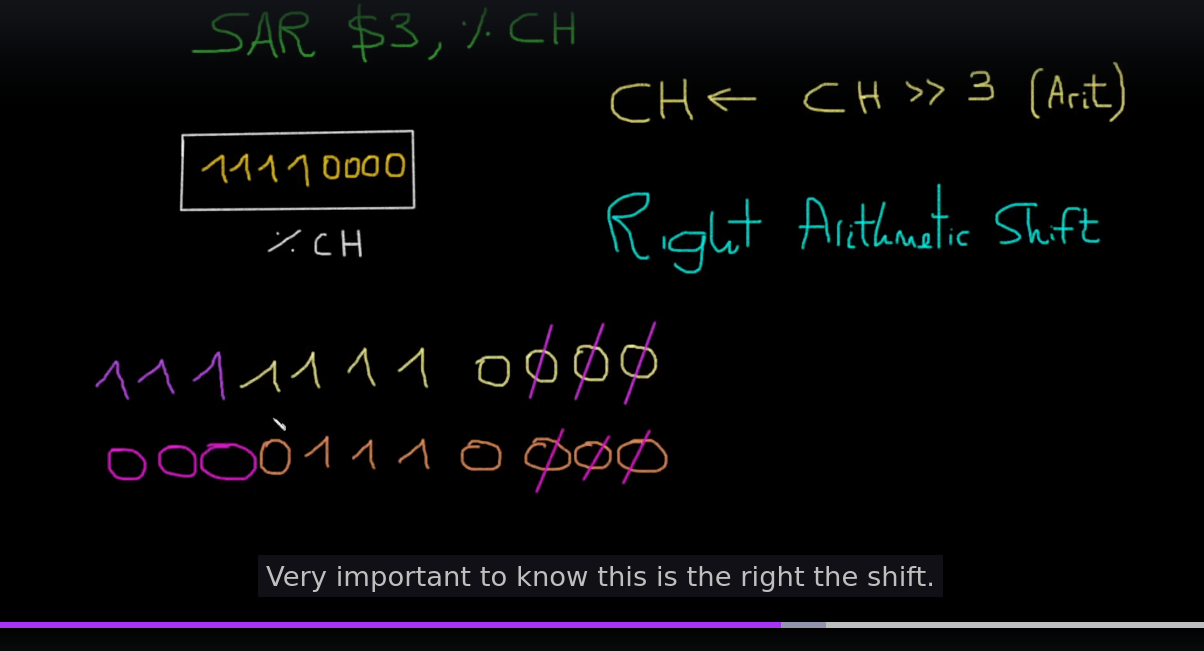 SAR $3, % CH
CH ← CH >> 3 (Arit)
11110000
% CH
Right Arithmetic Shift
1 1 1 1 1 1 1 0 0 0 0
0 0 0 0 1 1 1 0 0 0 0
Very important to know this is the right the shift.